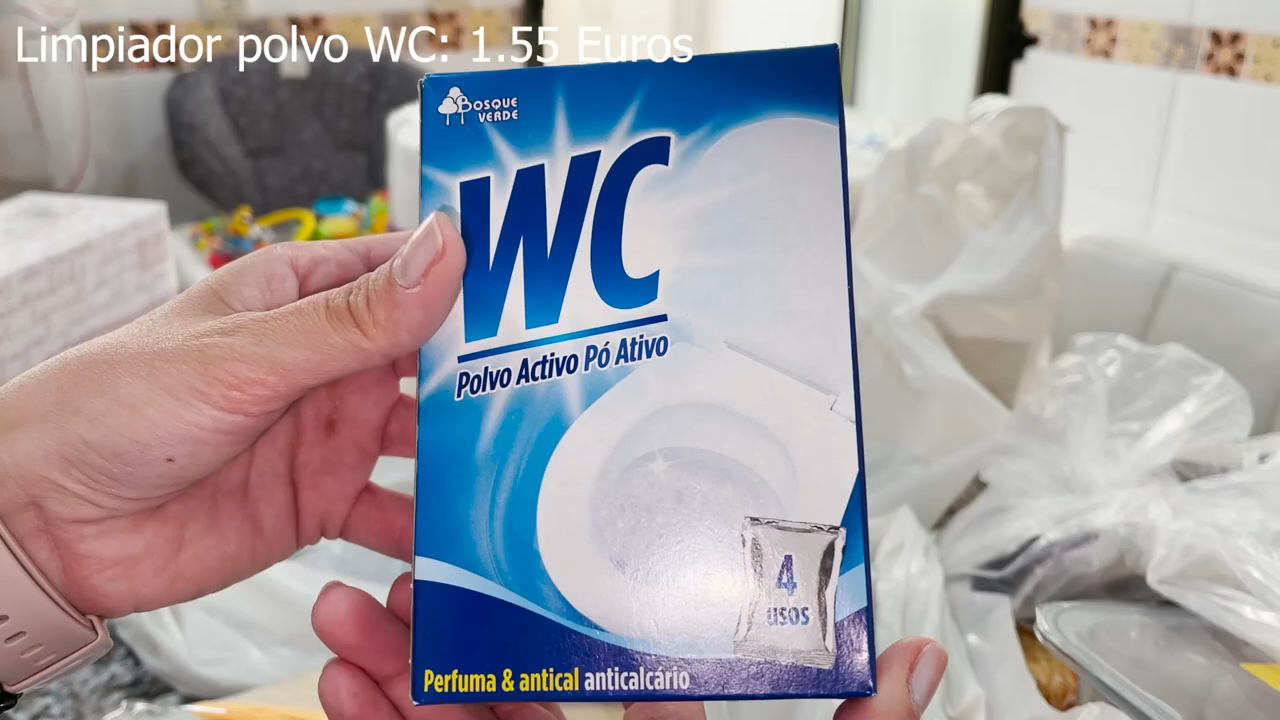 Limpiador polvo WC: 1.55 Euros
BOSQUE
VERDE
WC
Polvo Activo Pó Ativo
4
usos
Perfuma & antical anticalcário